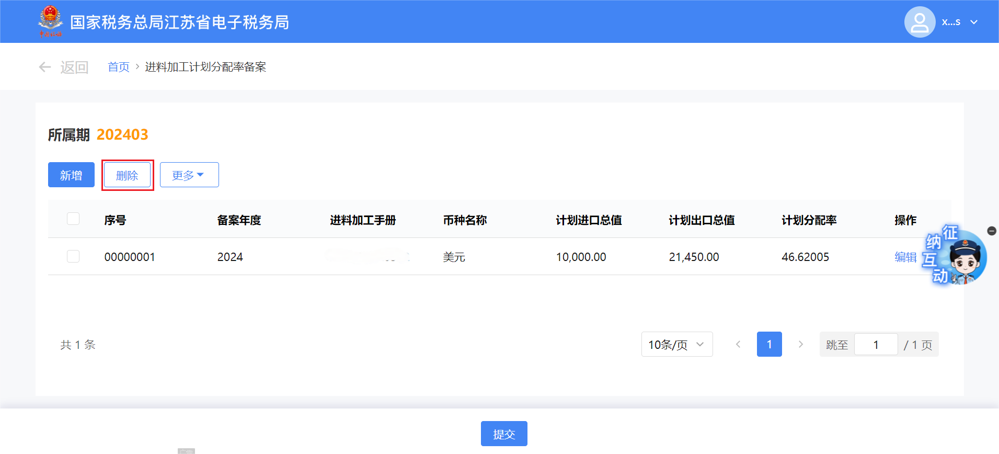 国家税务总局江苏省电子税务局
x...s
返回
首页 > 进料加工计划分配率备案
所属期 202403
新增
删除
更多
序号 备案年度 进料加工手册 币种名称 计划进口总值 计划出口总值 计划分配率 操作
00000001 2024 美元 10,000.00 21,450.00 46.62005 编辑
征纳互动
共 1 条
10条/页
1
跳至 1 / 1 页
提交